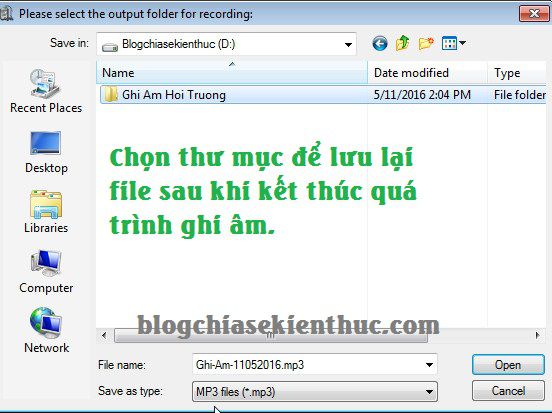 Please select the output folder for recording:
Save in: Blogchiasekienthuc (D:)
Name Date modified Type
Ghi Am Hoi Truong 5/11/2016 2:04 PM File folder
Recent Places
Desktop
Libraries
Computer
Network
Chọn thư mục để lưu lại
file sau khi kết thúc quá
trình ghi âm.
blogchiasekienthuc.com
File name: Ghi-Am-11052016.mp3 Open
Save as type: MP3 files (*.mp3) Cancel